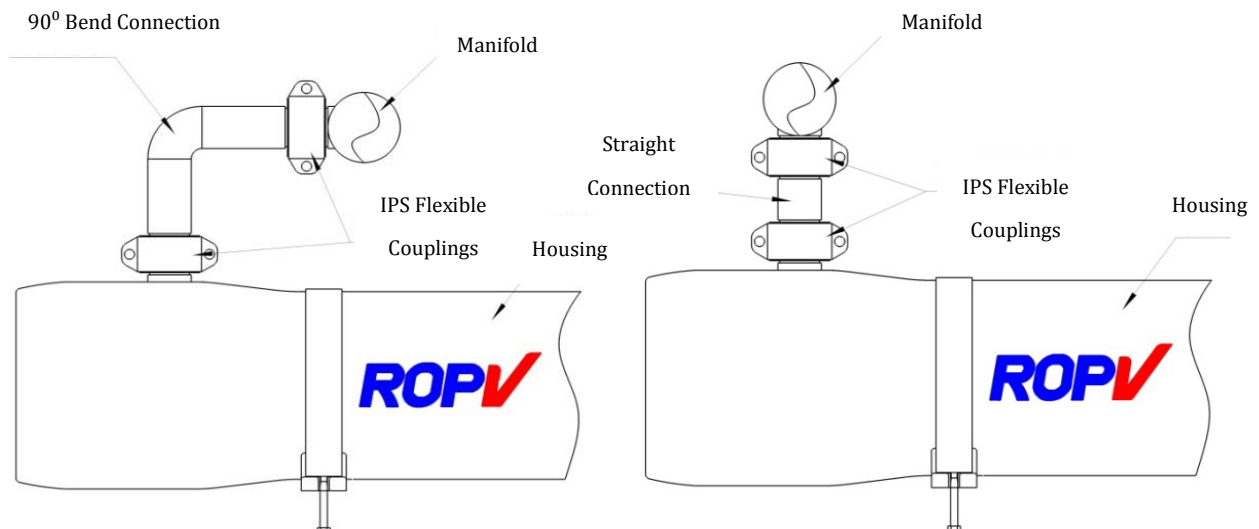 90⁰ Bend Connection
Manifold
IPS Flexible
Couplings
Housing
ROPV
Manifold
Straight
Connection
IPS Flexible
Couplings
Housing
ROPV